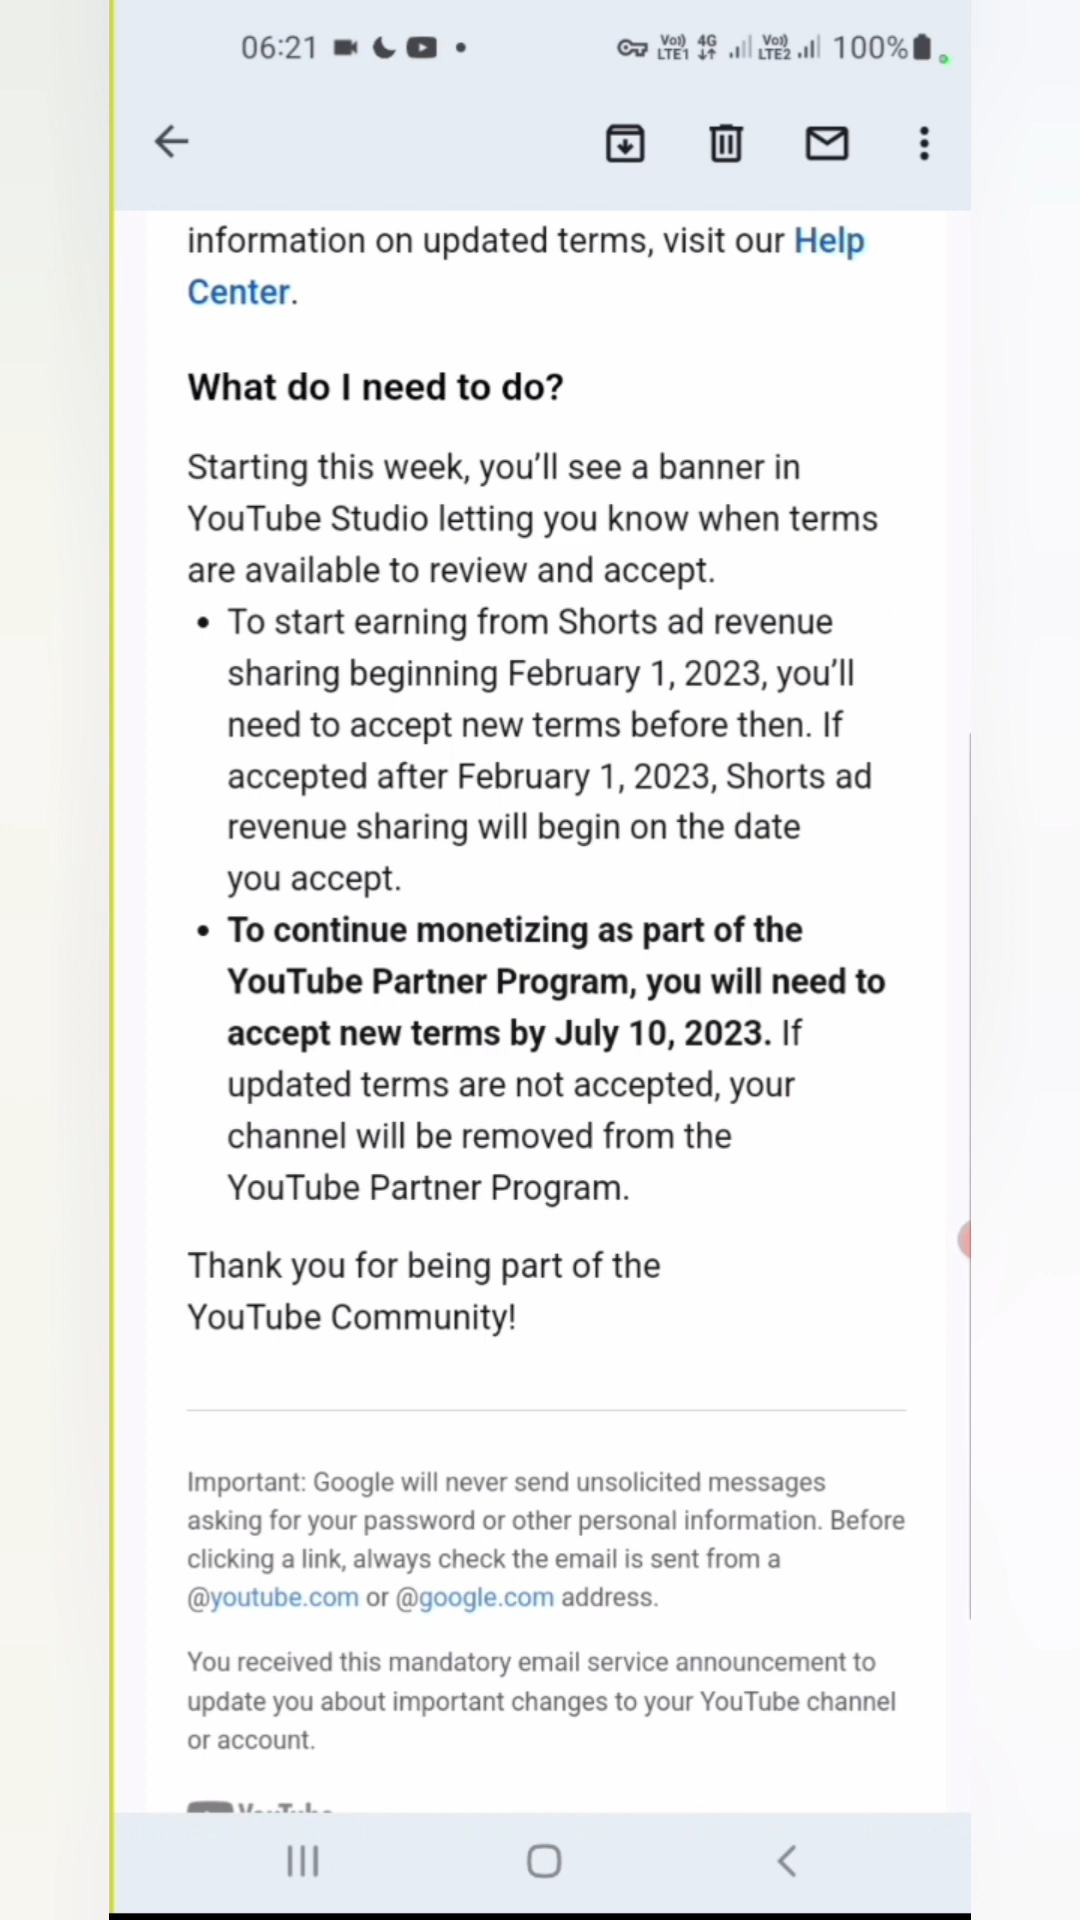 06:21
Vo)) LTE1 4G Vo)) LTE2 100%
information on updated terms, visit our Help
Center.
What do I need to do?
Starting this week, you’ll see a banner in
YouTube Studio letting you know when terms
are available to review and accept.
• To start earning from Shorts ad revenue
sharing beginning February 1, 2023, you’ll
need to accept new terms before then. If
accepted after February 1, 2023, Shorts ad
revenue sharing will begin on the date
you accept.
• To continue monetizing as part of the
YouTube Partner Program, you will need to
accept new terms by July 10, 2023. If
updated terms are not accepted, your
channel will be removed from the
YouTube Partner Program.
Thank you for being part of the
YouTube Community!
Important: Google will never send unsolicited messages
asking for your password or other personal information. Before
clicking a link, always check the email is sent from a
@youtube.com or @google.com address.
You received this mandatory email service announcement to
update you about important changes to your YouTube channel
or account.
YouTube